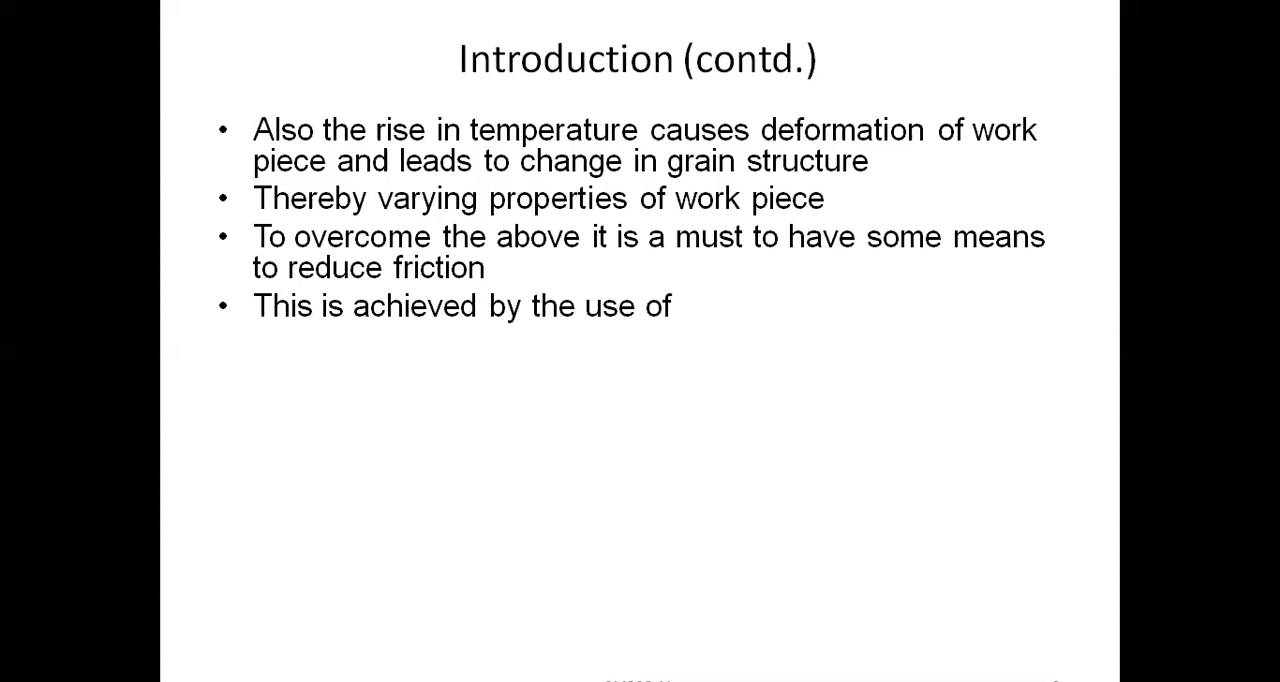 Introduction (contd.)
• Also the rise in temperature causes deformation of work
piece and leads to change in grain structure
• Thereby varying properties of work piece
• To overcome the above it is a must to have some means
to reduce friction
• This is achieved by the use of